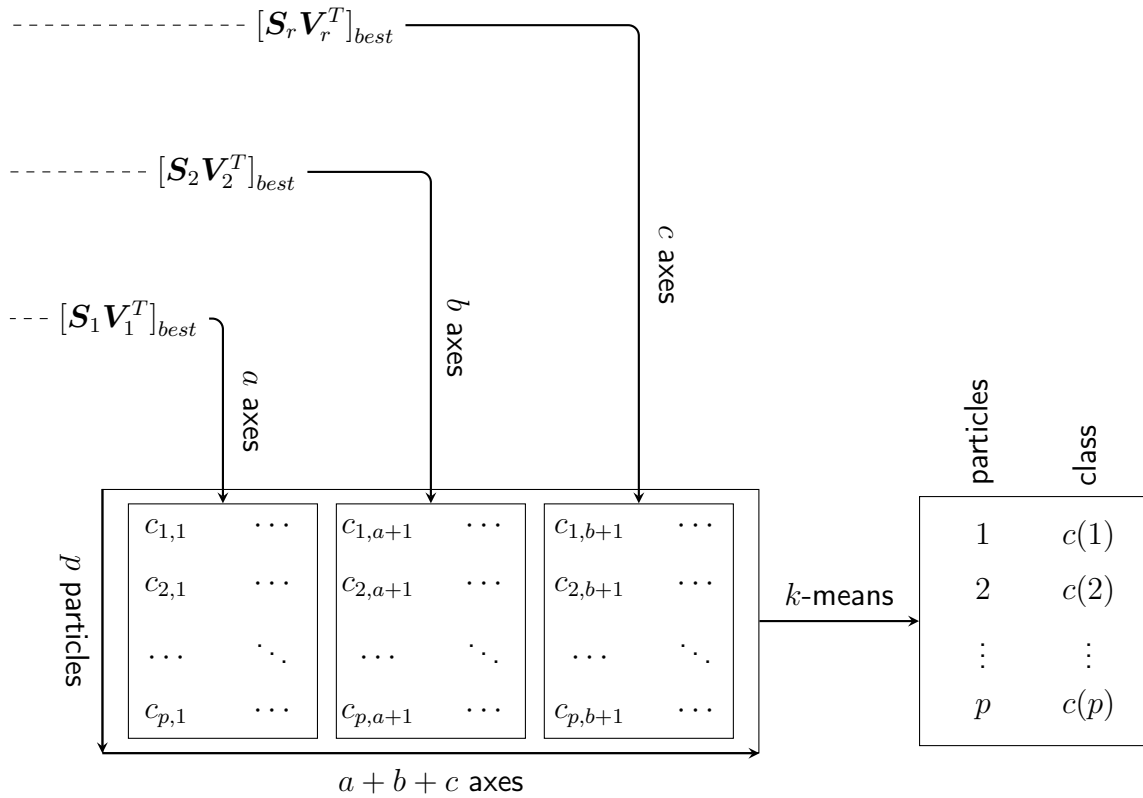 [S_r V_r^T]_best
[S_2 V_2^T]_best
[S_1 V_1^T]_best
a axes
b axes
c axes
particles class
p particles
c_{1,1} ⋯ c_{1,a+1} ⋯ c_{1,b+1} ⋯
c_{2,1} ⋯ c_{2,a+1} ⋯ c_{2,b+1} ⋯
⋯ ⋱ ⋯ ⋱ ⋯ ⋱
c_{p,1} ⋯ c_{p,a+1} ⋯ c_{p,b+1} ⋯
a + b + c axes
k-means
1 c(1)
2 c(2)
⋮ ⋮
p c(p)